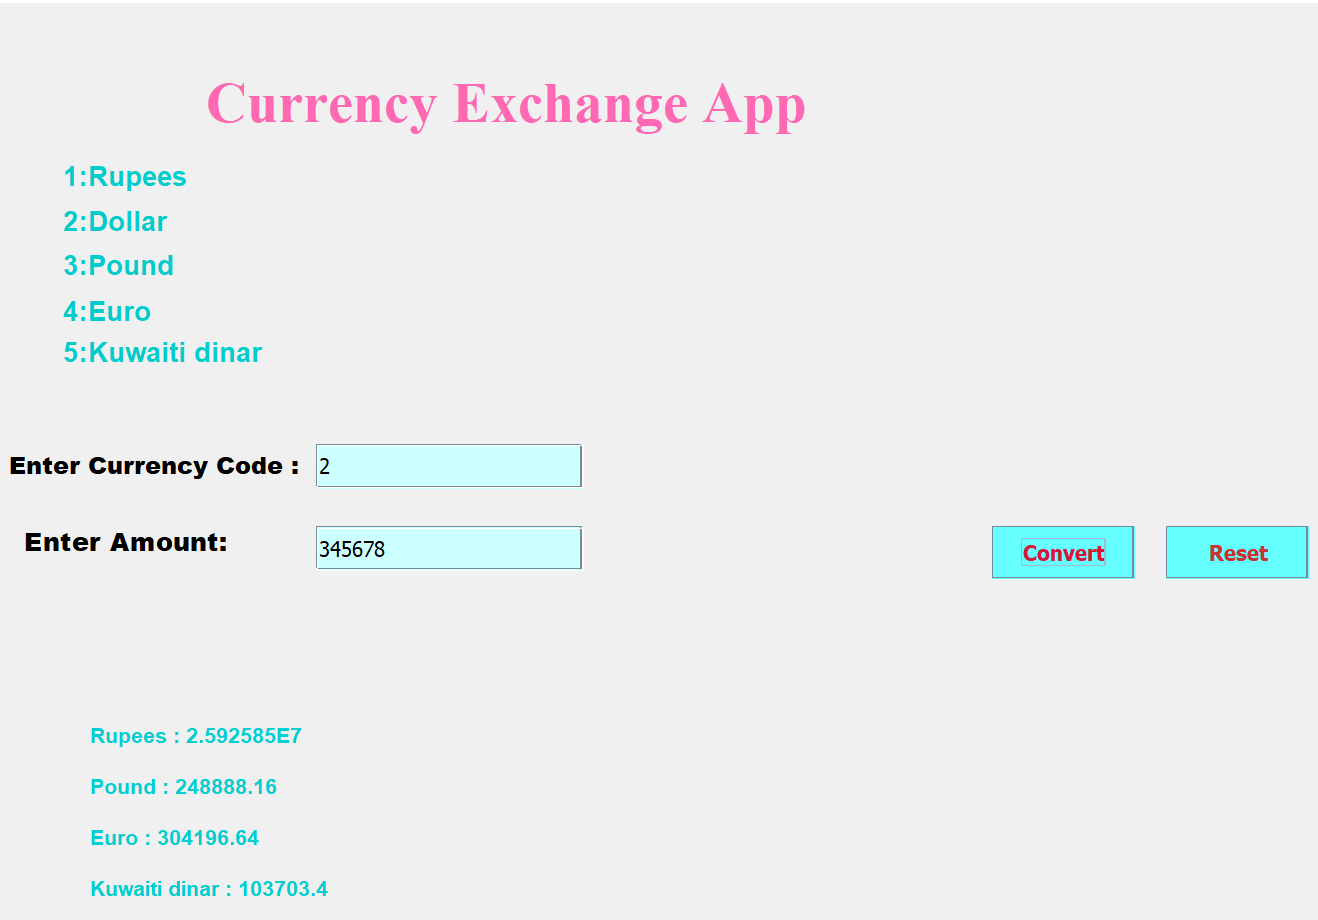 Currency Exchange App
1:Rupees
2:Dollar
3:Pound
4:Euro
5:Kuwaiti dinar
Enter Currency Code : 2
Enter Amount: 345678
Convert Reset
Rupees : 2.592585E7
Pound : 248888.16
Euro : 304196.64
Kuwaiti dinar : 103703.4